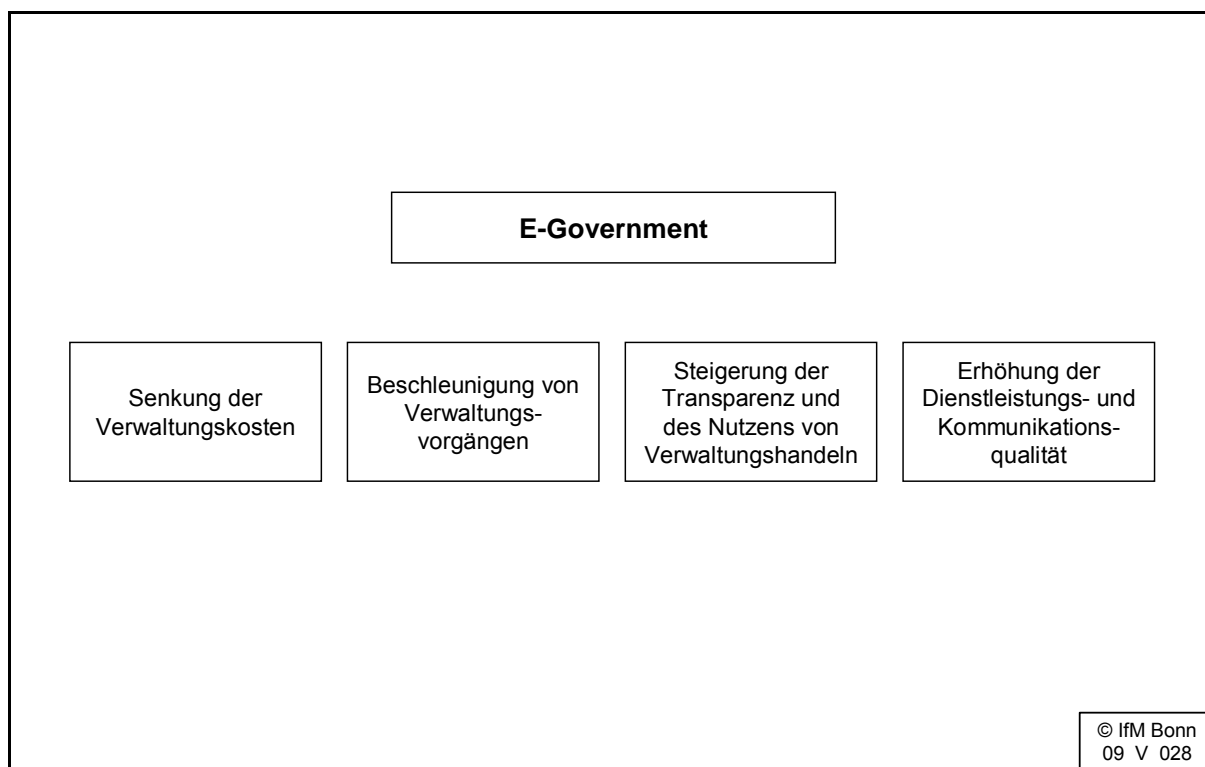 E-Government
Senkung der
Verwaltungskosten
Beschleunigung von
Verwaltungs-
vorgängen
Steigerung der
Transparenz und
des Nutzens von
Verwaltungshandeln
Erhöhung der
Dienstleistungs- und
Kommunikations-
qualität
© IfM Bonn
09 V 028